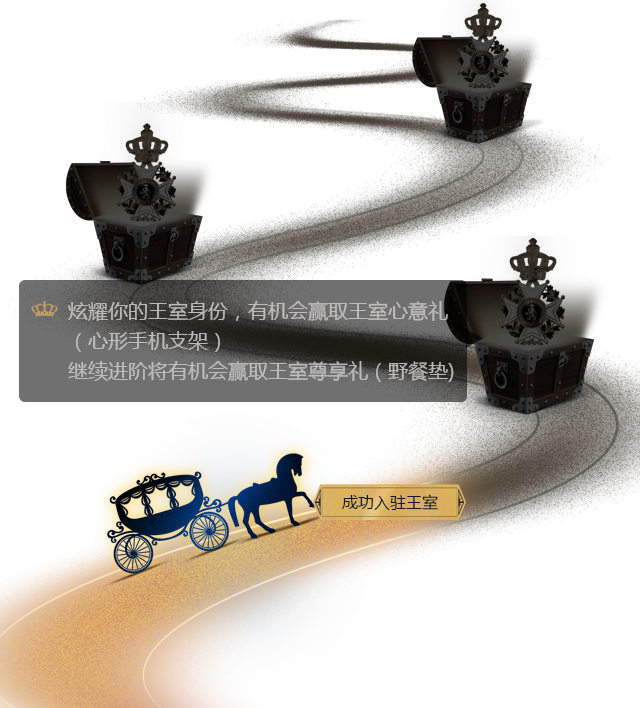 炫耀你的王室身份，有机会赢取王室心意礼
（心形手机支架）
继续进阶将有机会赢取王室尊享礼（野餐垫)
成功入驻王室